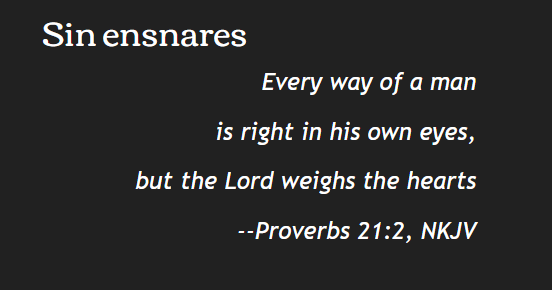 Sin ensnares
Every way of a man
is right in his own eyes,
but the Lord weighs the hearts
--Proverbs 21:2, NKJV